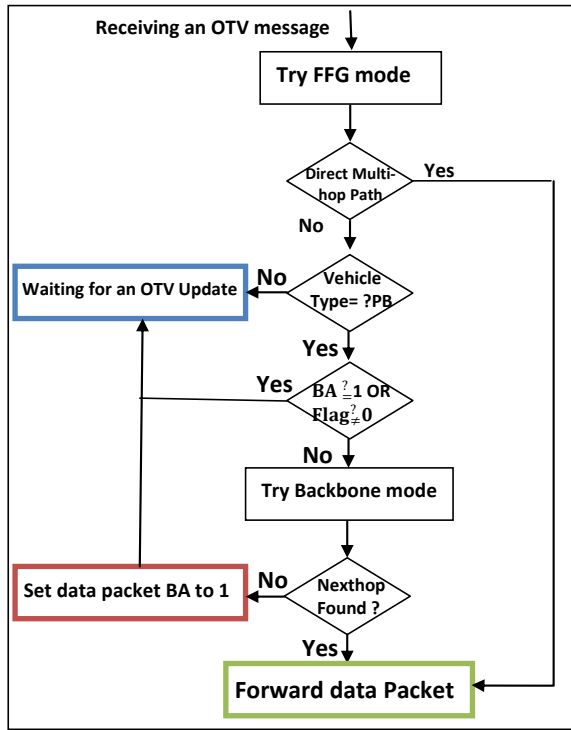 Receiving an OTV message
Try FFG mode
Direct Multi-
hop Path
Yes
No
Vehicle
Type= ?PB
No
Waiting for an OTV Update
Yes
BA ≟1 OR
Flag≠?0
Yes
No
Try Backbone mode
Nexthop
Found ?
No
Set data packet BA to 1
Yes
Forward data Packet